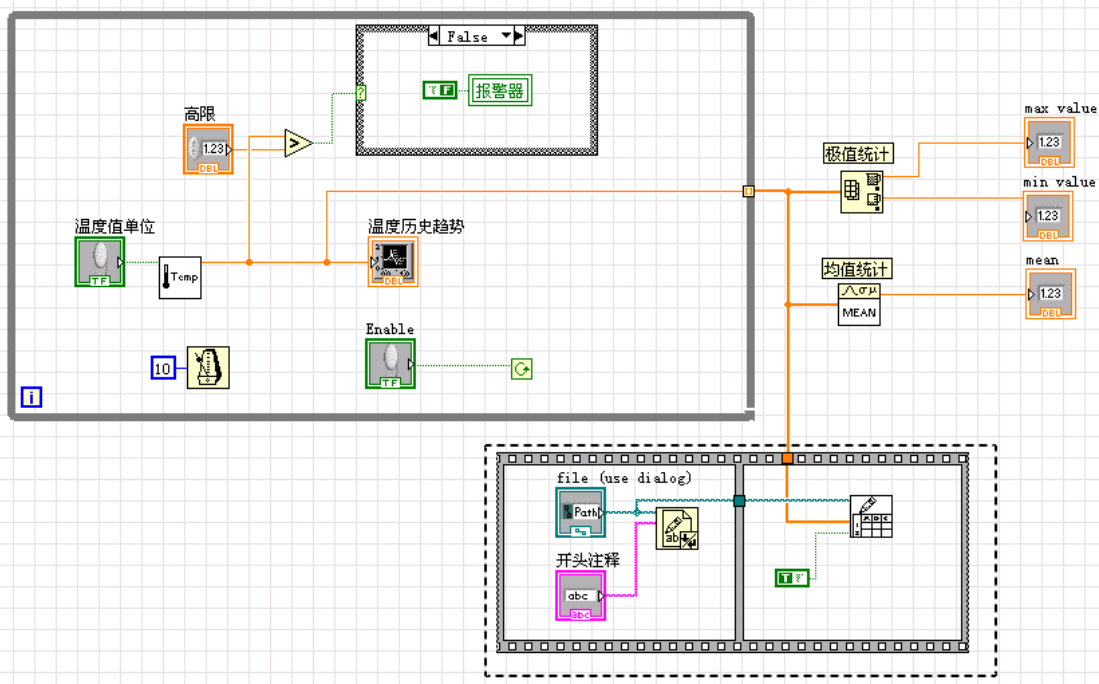 False
TF
报警器
高限
1.23
DBL
>
?
温度值单位
TF
Temp
温度历史趋势
DBL
Enable
TF
10
i
极值统计
max value
1.23
DBL
min value
1.23
DBL
均值统计
MEAN
mean
1.23
DBL
file (use dialog)
Path
ab
开头注释
abc
abc
T